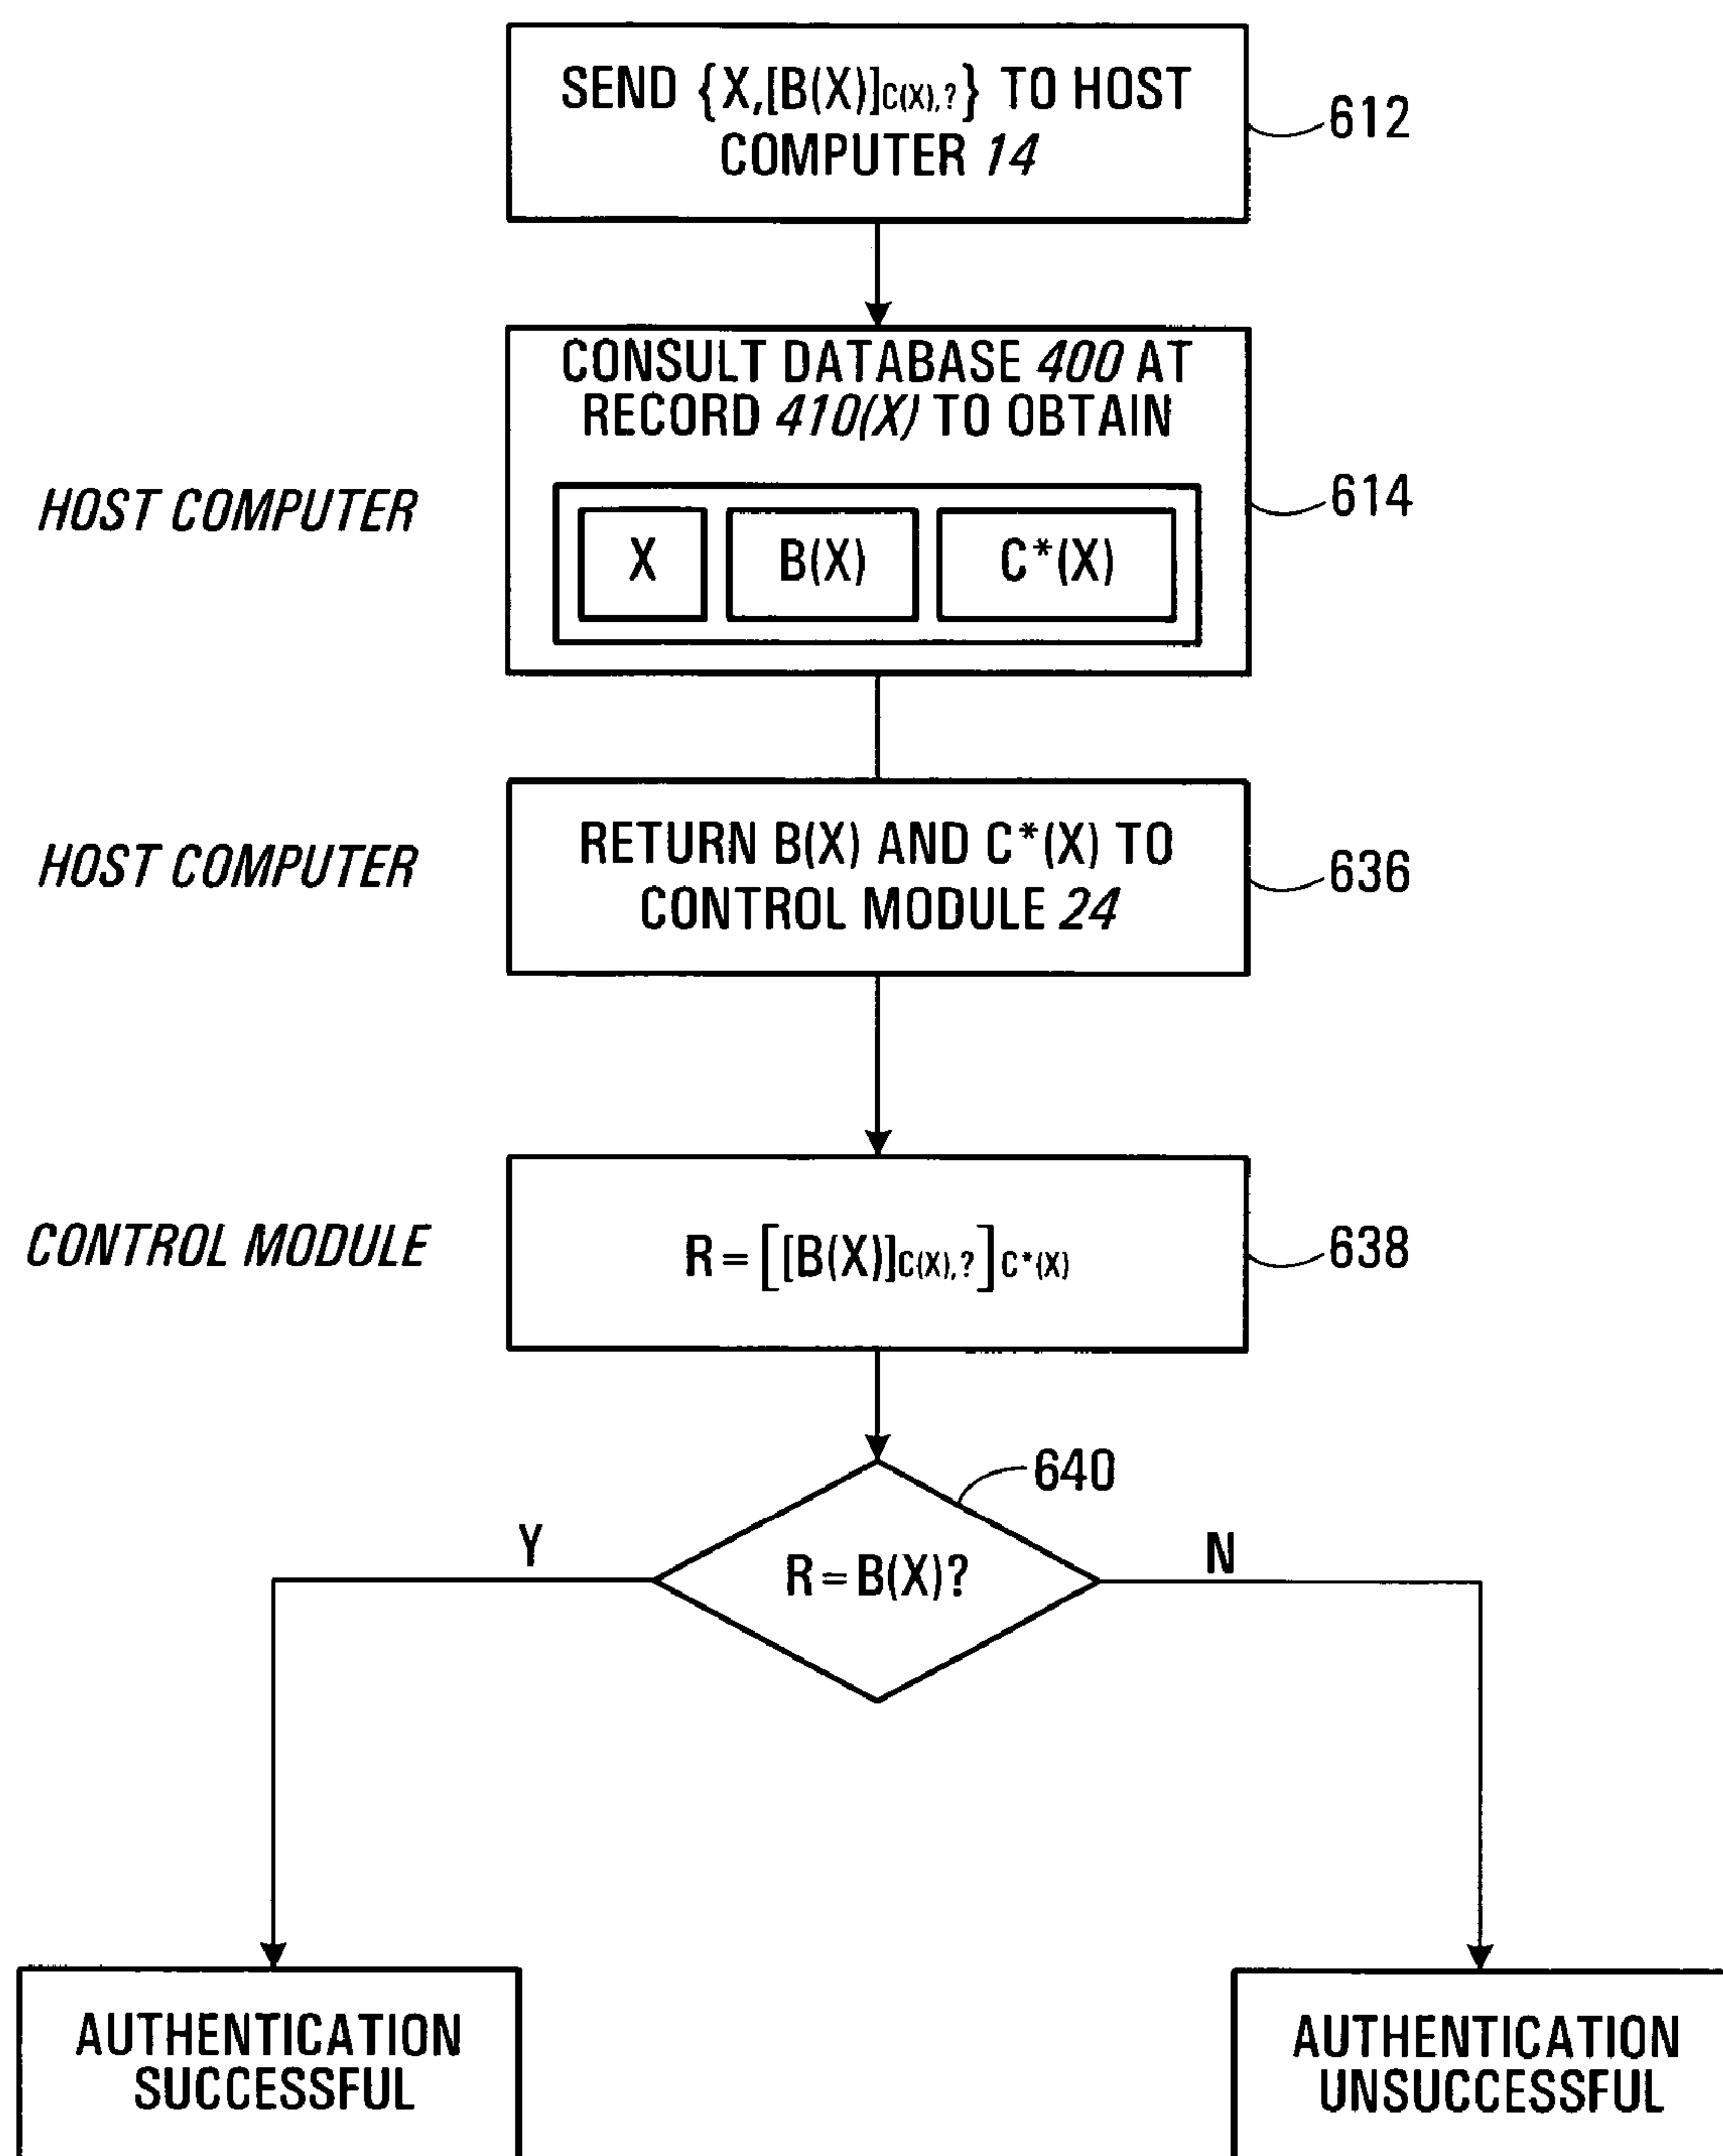 SEND {X,[B(X)]C(X),?} TO HOST
COMPUTER 14
612
CONSULT DATABASE 400 AT
RECORD 410(X) TO OBTAIN
HOST COMPUTER
614
X B(X) C*(X)
HOST COMPUTER
RETURN B(X) AND C*(X) TO
CONTROL MODULE 24
636
CONTROL MODULE
R=[[B(X)]C(X),?]C*(X)
638
640
Y
R=B(X)?
N
AUTHENTICATION
SUCCESSFUL
AUTHENTICATION
UNSUCCESSFUL